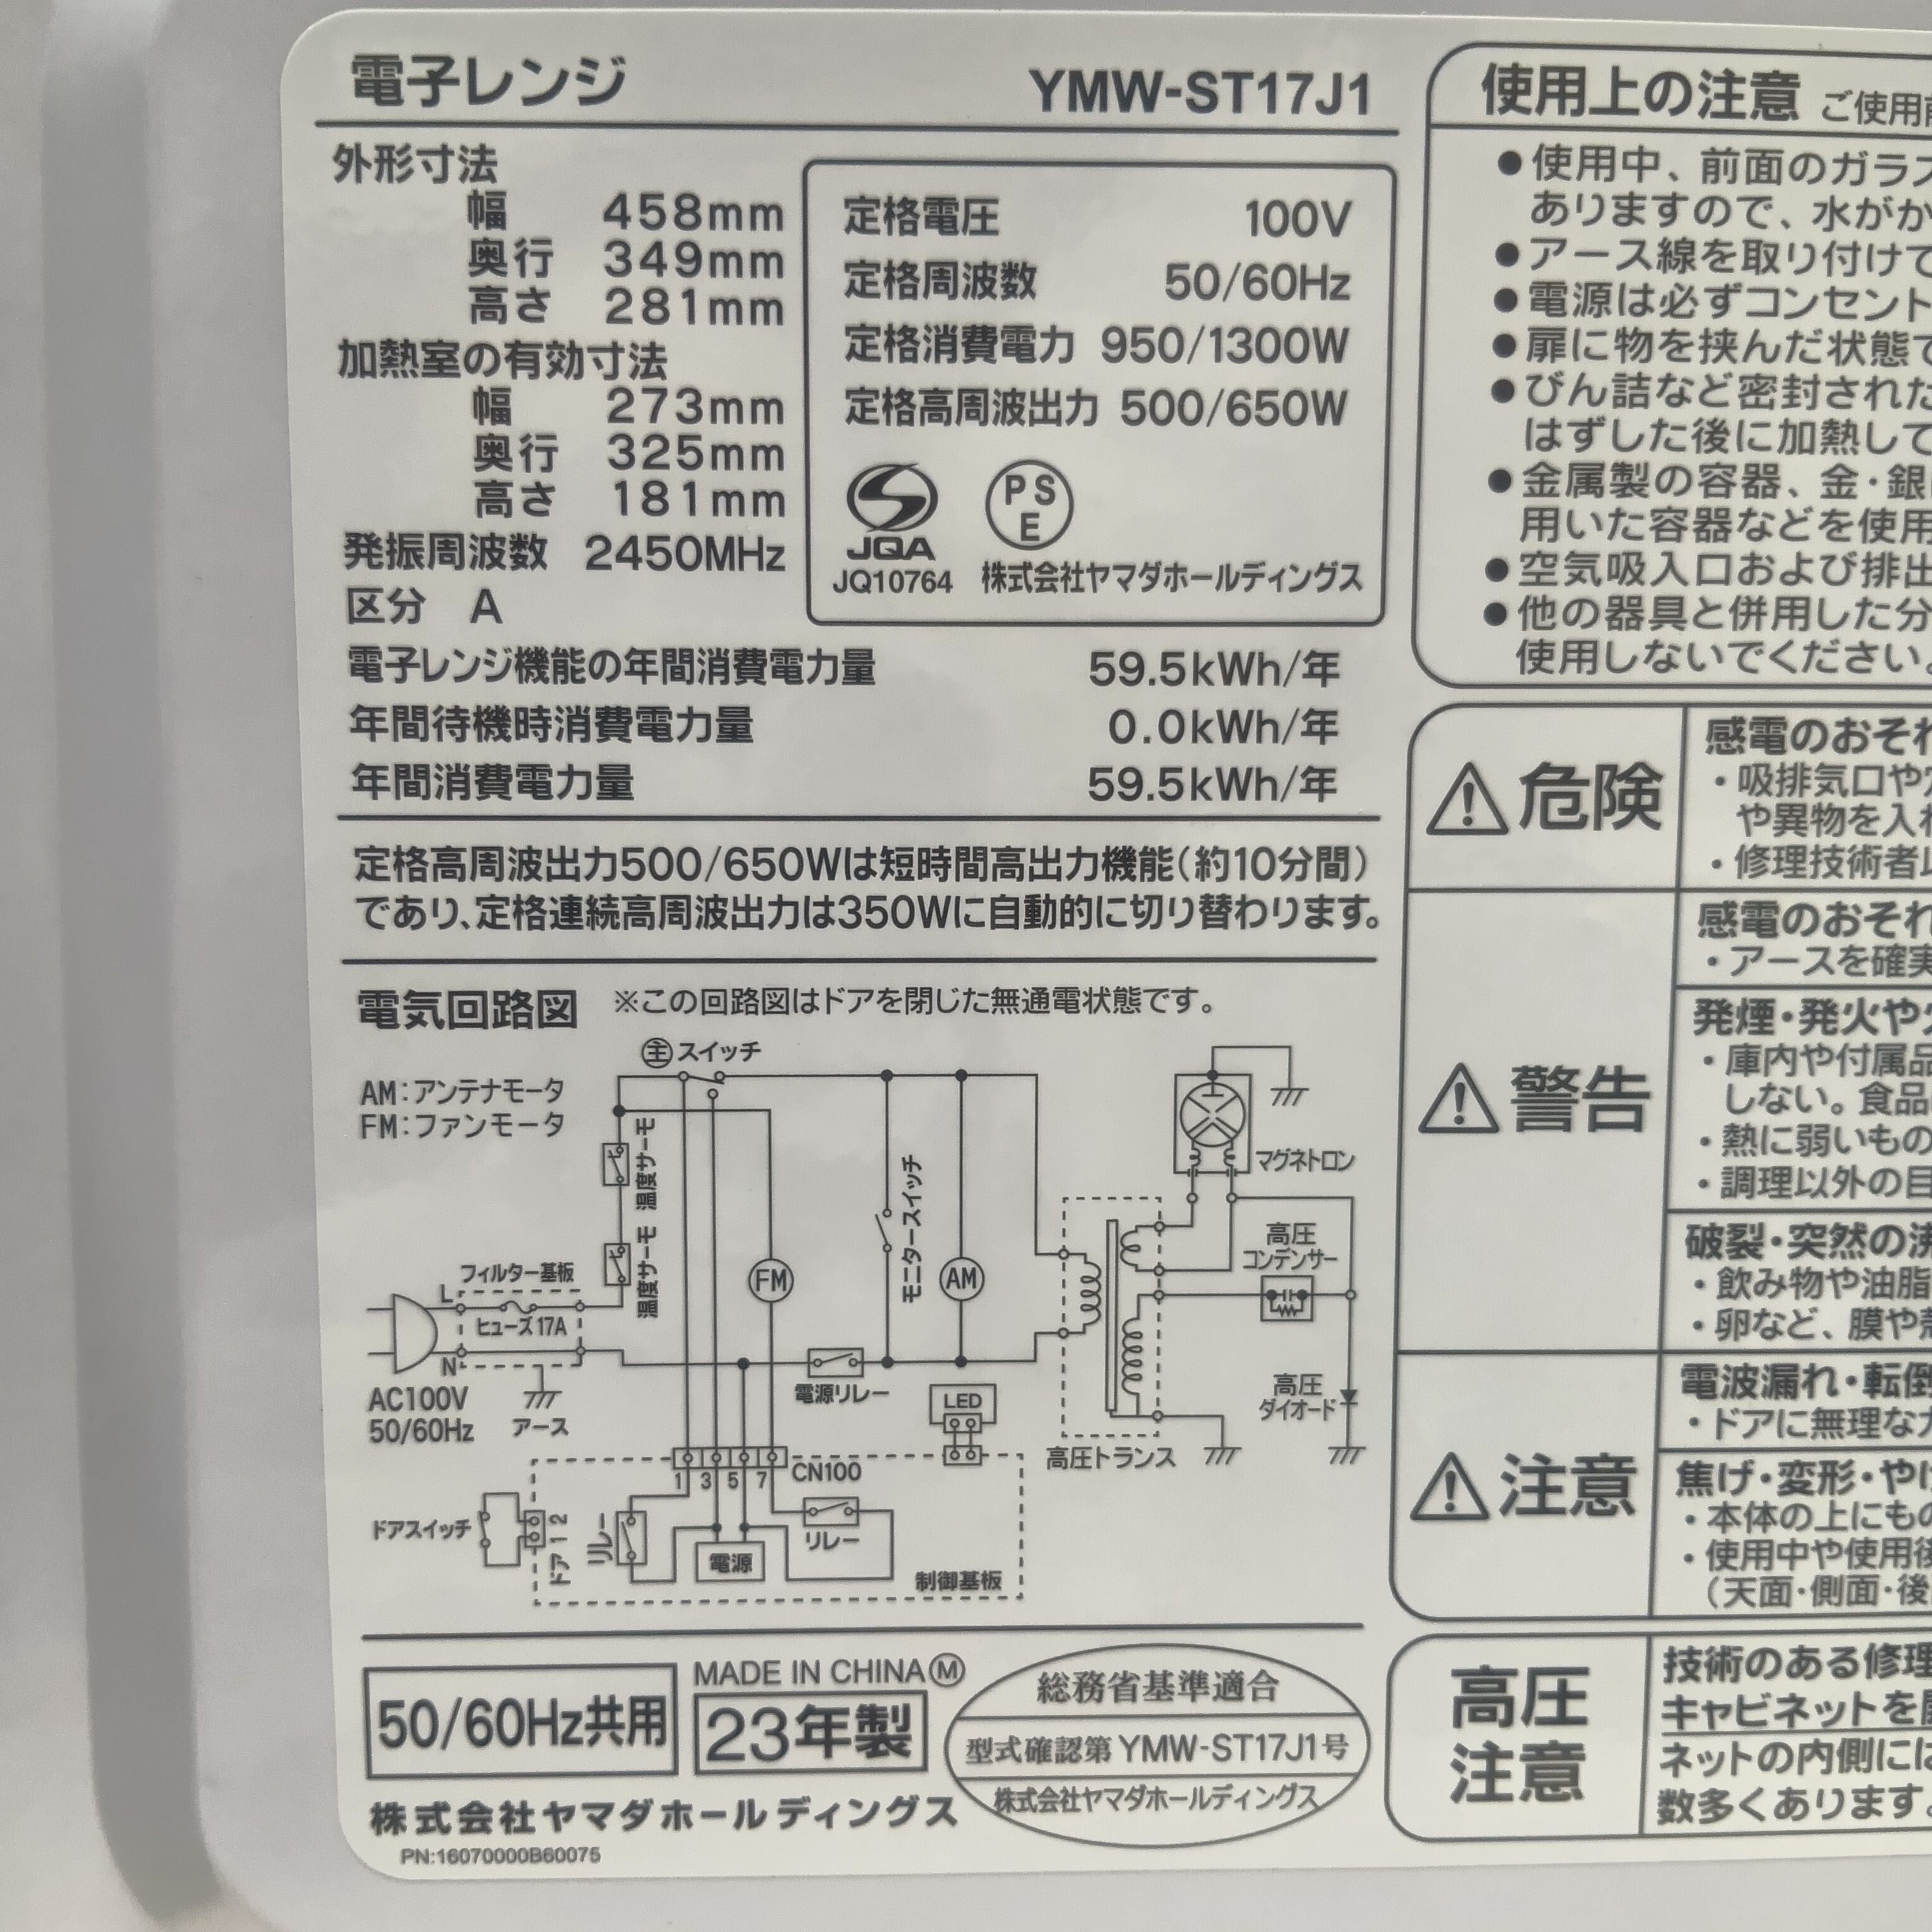 電子レンジ YMW-ST17J1
外形寸法
幅 458mm
奥行 349mm
高さ 281mm
加熱室の有効寸法
幅 273mm
奥行 325mm
高さ 181mm
発振周波数 2450MHz
区分 A
定格電圧 100V
定格周波数 50/60Hz
定格消費電力 950/1300W
定格高周波出力 500/650W
JQA
JQ10764
PS
E
株式会社ヤマダホールディングス
電子レンジ機能の年間消費電力量 59.5kWh/年
年間待機時消費電力量 0.0kWh/年
年間消費電力量 59.5kWh/年
定格高周波出力500/650Wは短時間高出力機能(約10分間)
であり、定格連続高周波出力は350Wに自動的に切り替わります。
電気回路図 ※この回路図はドアを閉じた無通電状態です。
主スイッチ
AM:アンテナモータ
FM:ファンモータ
温度サーモ
温度サーモ
フィルター基板
L
ヒューズ17A
N
AC100V
50/60Hz
アース
FM
モニタースイッチ
AM
電源リレー
LED
マグネトロン
高圧
コンデンサー
高圧
ダイオード
高圧トランス
CN100
1 3 5 7
ドアスイッチ
ドア12
リレー
電源
リレー
制御基板
50/60Hz共用
MADE IN CHINA Ⓜ
23年製
株式会社ヤマダホールディングス
PN:16070000B60075
総務省基準適合
型式確認第YMW-ST17J1号
株式会社ヤマダホールディングス
使用上の注意 ご使用前
●使用中、前面のガラス
ありますので、水がか
●アース線を取り付けて
●電源は必ずコンセント
●扉に物を挟んだ状態で
●びん詰など密封された
はずした後に加熱して
●金属製の容器、金・銀
用いた容器などを使用
●空気吸入口および排出
●他の器具と併用した分
使用しないでください。
⚠危険
感電のおそれ
・吸排気口や穴
や異物を入れ
・修理技術者以
⚠警告
感電のおそれ
・アースを確実
発煙・発火や
・庫内や付属品
しない。食品
・熱に弱いもの
・調理以外の目
破裂・突然の沸
・飲み物や油脂
・卵など、膜や
⚠注意
電波漏れ・転倒
・ドアに無理な力
焦げ・変形・やけ
・本体の上にもの
・使用中や使用後
(天面・側面・後
高圧
注意
技術のある修理
キャビネットを開
ネットの内側には
数多くあります。